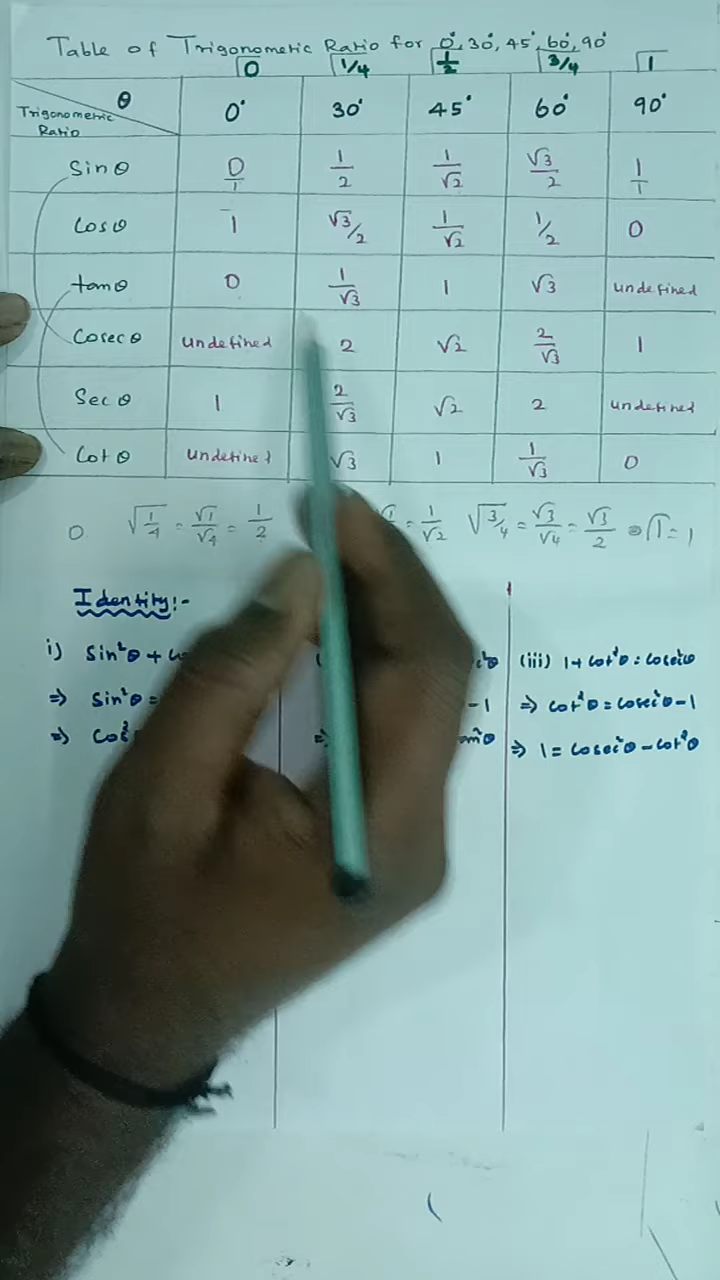 Table of Trigonometric Ratio for 0°, 30°, 45°, 60°, 90°
0 1/4 1/2 3/4 1
θ
Trigonometric Ratio 0° 30° 45° 60° 90°
Sinθ 0/1 1/2 1/√2 √3/2 1/1
Cosθ 1 √3/2 1/√2 1/2 0
tanθ 0 1/√3 1 √3 undefined
Cosecθ undefined 2 √2 2/√3 1
Secθ 1 2/√3 √2 2 undefined
Cotθ undefined √3 1 1/√3 0
0 √1/4 = √1/√4 = 1/2 = 1/√2 √3/4 = √3/√4 = √3/2 √1 = 1
Identity:-
i) Sin²θ + (iii) 1+cot²θ = cosec²θ
⇒ Sin²θ = -1 ⇒ cot²θ = cosec²θ-1
⇒ ⇒ 1 = cosec²θ-cot²θ